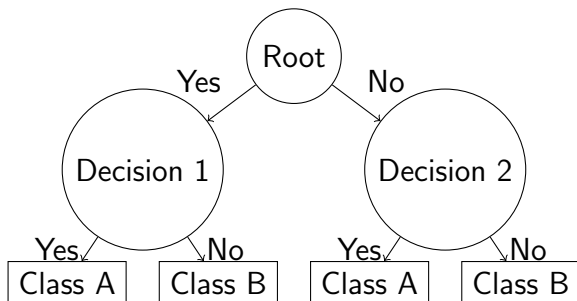 Root
Yes
No
Decision 1
Decision 2
Yes
No
Yes
No
Class A
Class B
Class A
Class B